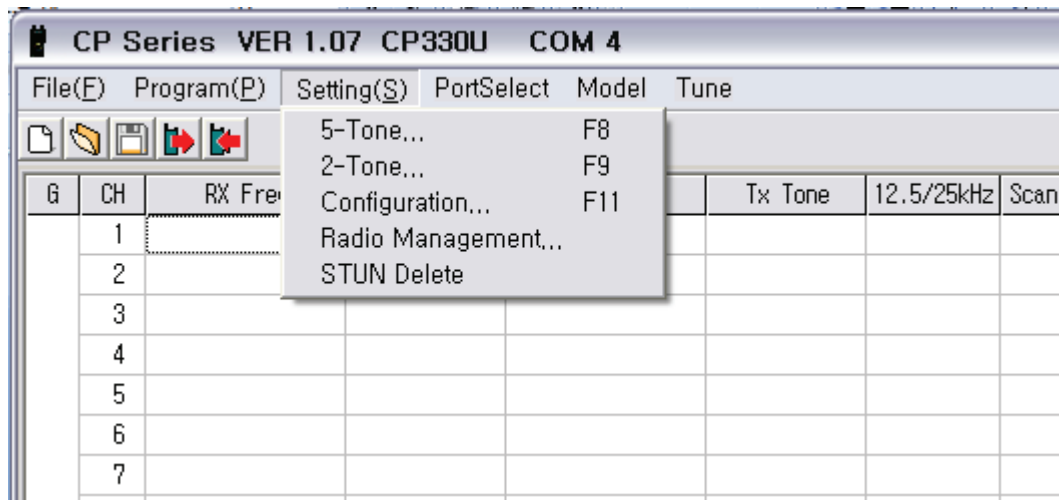 CP Series VER 1.07 CP330U COM 4
File(F) Program(P) Setting(S) PortSelect Model Tune
5-Tone... F8
2-Tone... F9
Configuration... F11
Radio Management...
STUN Delete
G CH RX Tx Tone 12.5/25kHz Scan
1
2
3
4
5
6
7